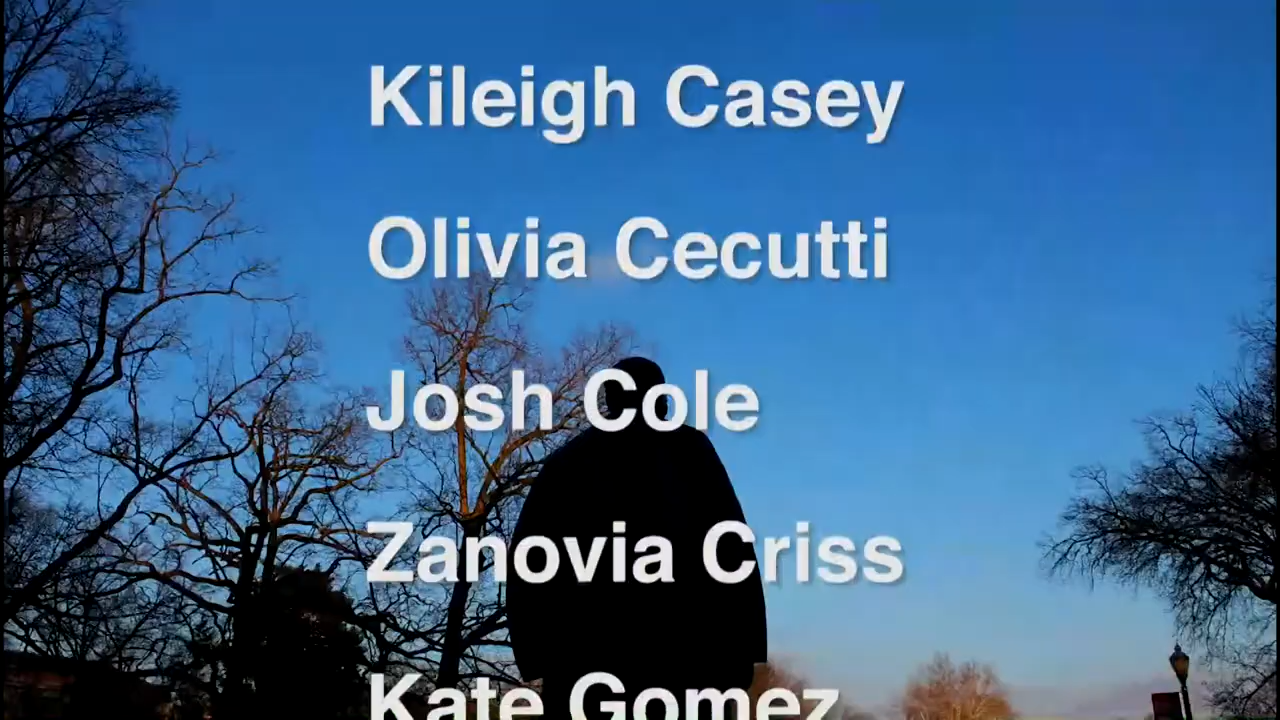 Kileigh Casey
Olivia Cecutti
Josh Cole
Zanovia Criss
Kate Gomez